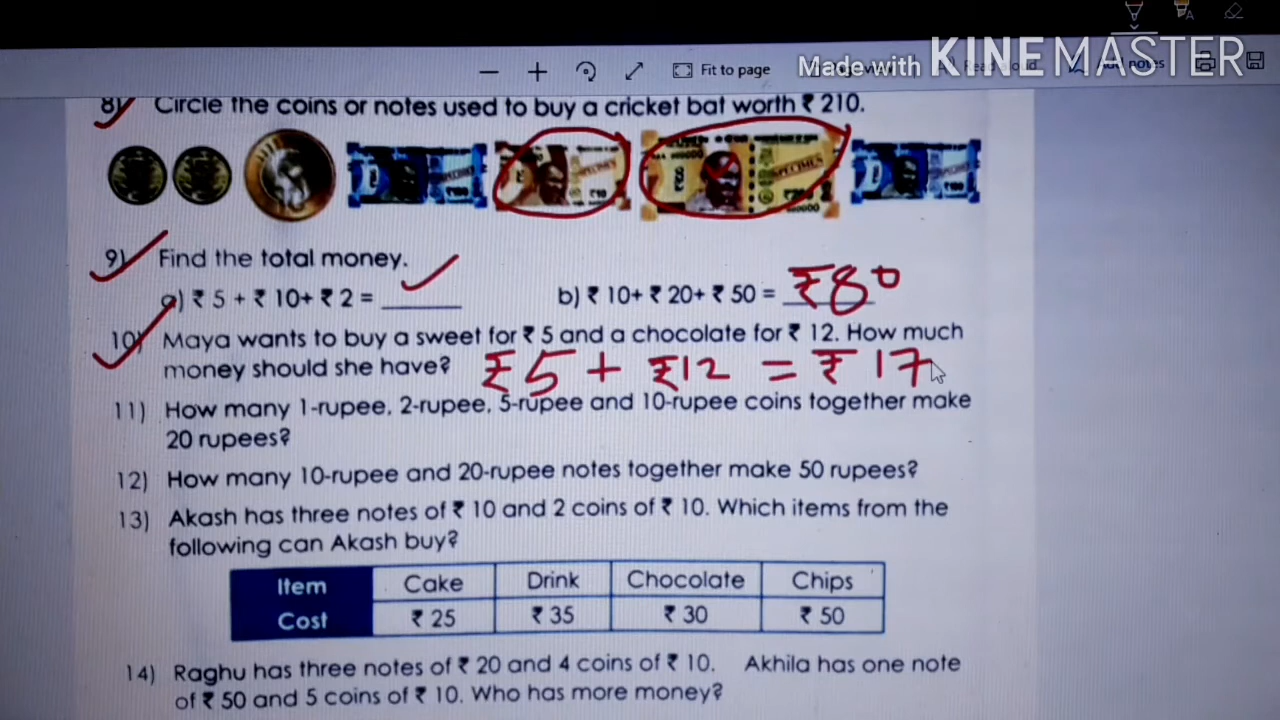 Made with KINEMASTER
Fit to page
8) Circle the coins or notes used to buy a cricket bat worth ₹ 210.
9) Find the total money.
a) ₹ 5 + ₹ 10+ ₹ 2 = ______ b) ₹ 10+ ₹ 20+ ₹ 50 = ₹80
10) Maya wants to buy a sweet for ₹ 5 and a chocolate for ₹ 12. How much
money should she have? ₹5 + ₹12 = ₹17
11) How many 1-rupee, 2-rupee, 5-rupee and 10-rupee coins together make
20 rupees?
12) How many 10-rupee and 20-rupee notes together make 50 rupees?
13) Akash has three notes of ₹ 10 and 2 coins of ₹ 10. Which items from the
following can Akash buy?
Item Cake Drink Chocolate Chips
Cost ₹ 25 ₹ 35 ₹ 30 ₹ 50
14) Raghu has three notes of ₹ 20 and 4 coins of ₹ 10. Akhila has one note
of ₹ 50 and 5 coins of ₹ 10. Who has more money?